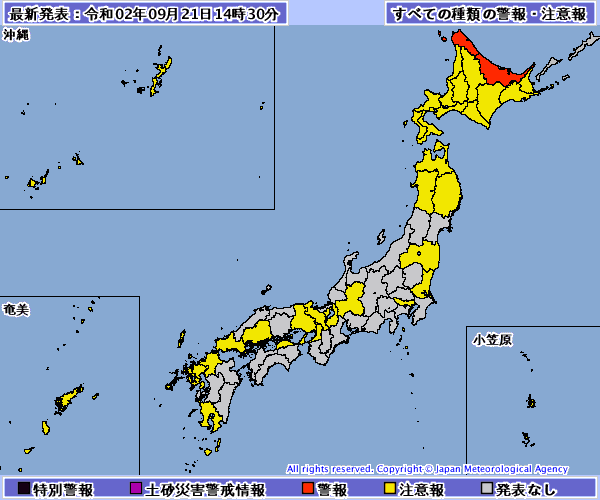 最新発表：令和02年09月21日14時30分
すべての種類の警報・注意報
沖縄
奄美
小笠原
All rights reserved. Copyright © Japan Meteorological Agency
特別警報 土砂災害警戒情報 警報 注意報 発表なし